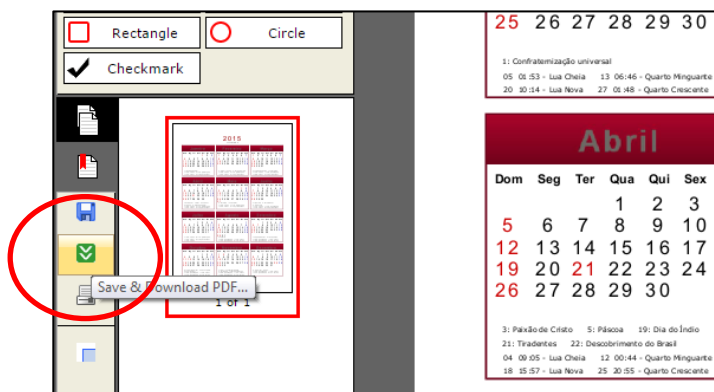 Rectangle
Circle
Checkmark
2015
Save & Download PDF...
1 of 1
25 26 27 28 29 30
1: Confraternização universal
05 01:53 - Lua Cheia 13 06:46 - Quarto Minguante
20 10:14 - Lua Nova 27 01:48 - Quarto Crescente
Abril
Dom Seg Ter Qua Qui Sex
1 2 3
5 6 7 8 9 10
12 13 14 15 16 17
19 20 21 22 23 24
26 27 28 29 30
3: Paixão de Cristo 5: Páscoa 19: Dia do Índio
21: Tiradentes 22: Descobrimento do Brasil
04 09:05 - Lua Cheia 12 00:44 - Quarto Minguante
18 15:57 - Lua Nova 25 20:55 - Quarto Crescente